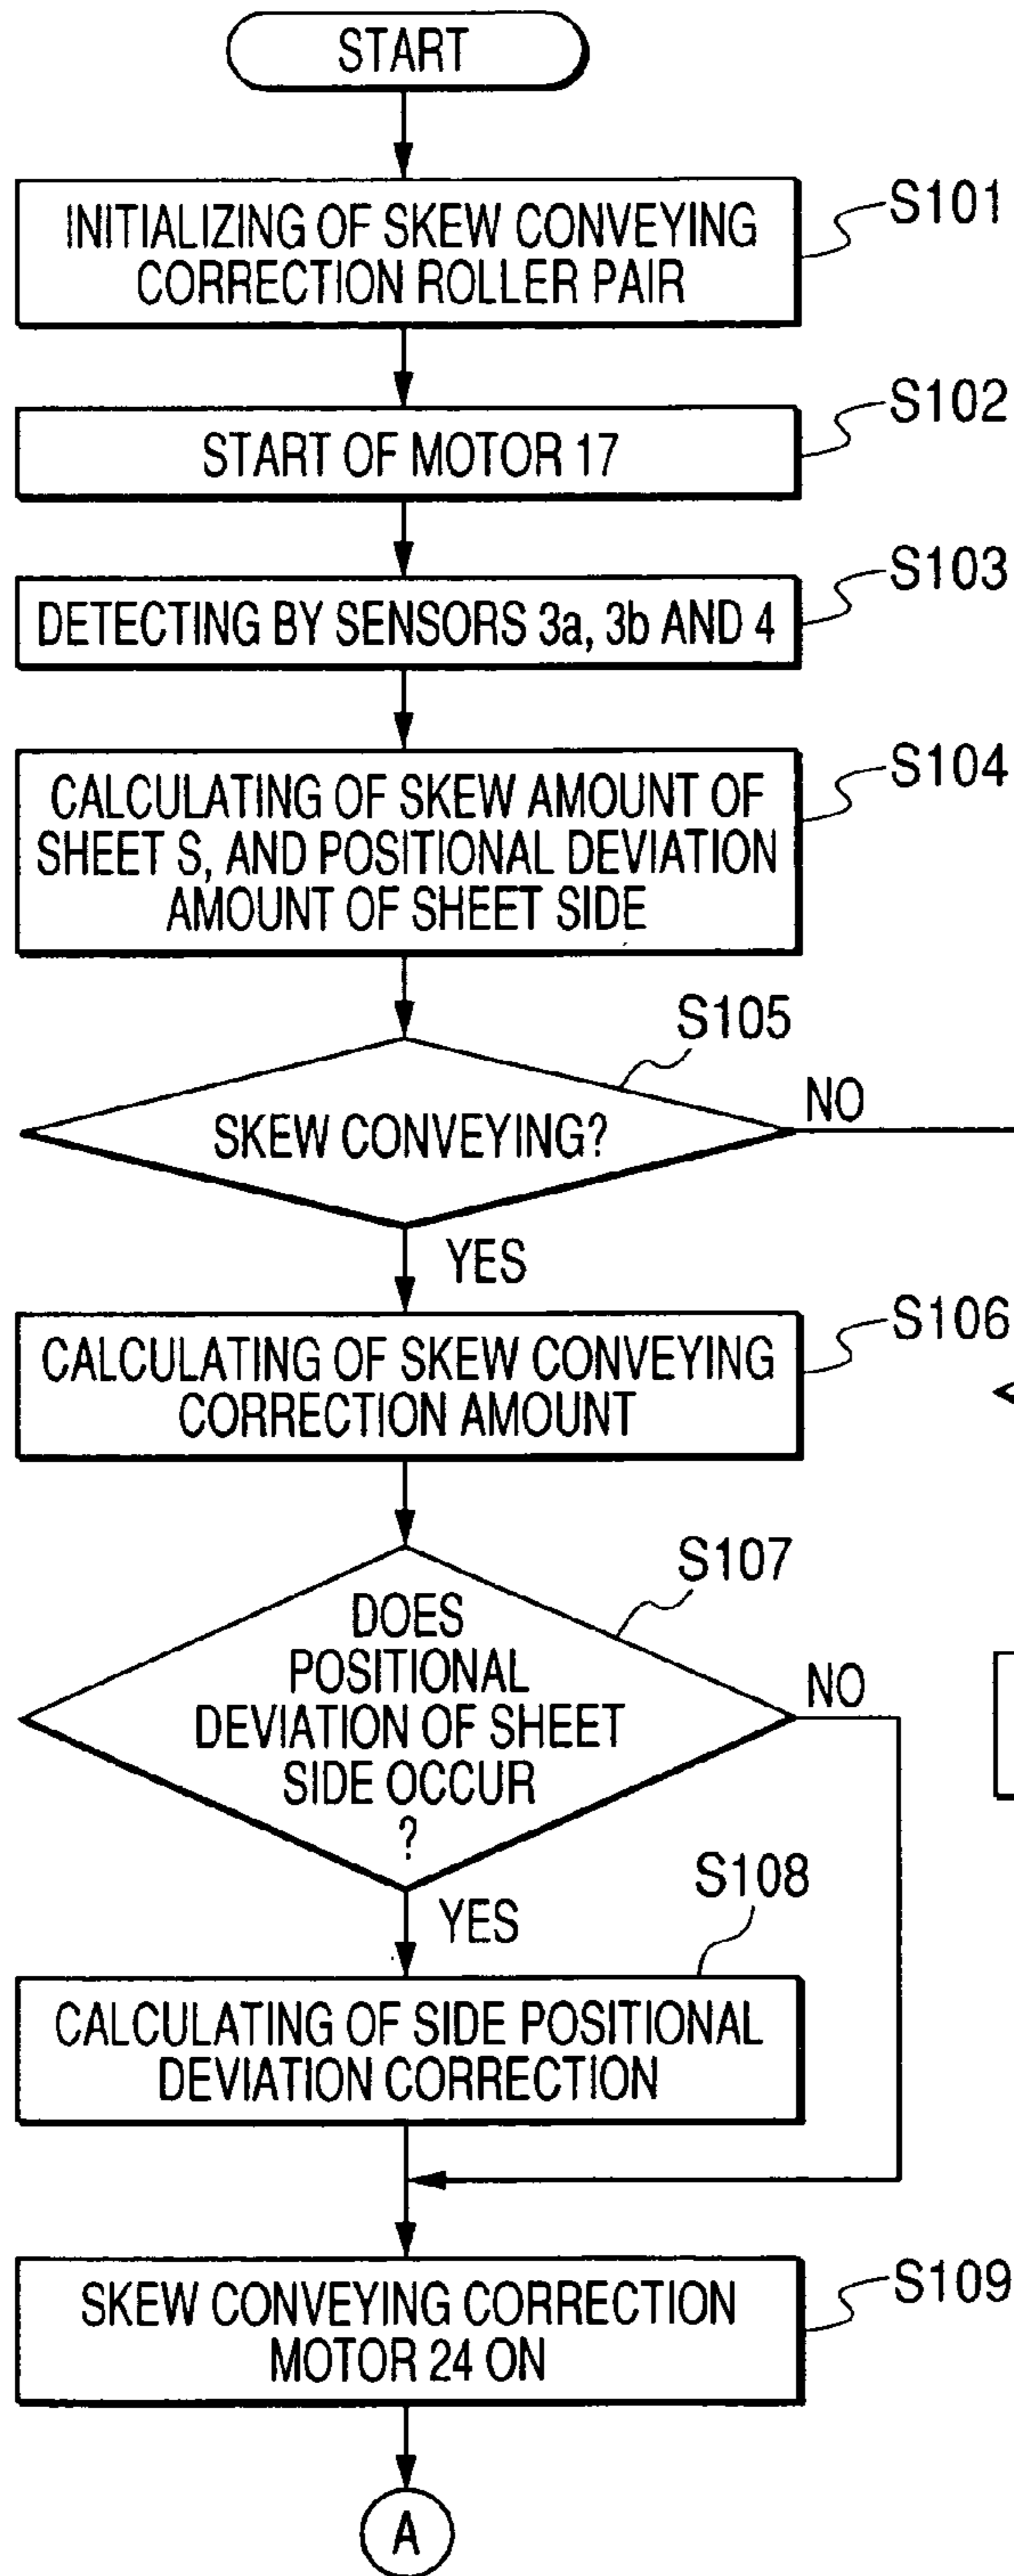 START
INITIALIZING OF SKEW CONVEYING
CORRECTION ROLLER PAIR
S101
START OF MOTOR 17
S102
DETECTING BY SENSORS 3a, 3b AND 4
S103
CALCULATING OF SKEW AMOUNT OF
SHEET S, AND POSITIONAL DEVIATION
AMOUNT OF SHEET SIDE
S104
S105
SKEW CONVEYING?
NO
YES
CALCULATING OF SKEW CONVEYING
CORRECTION AMOUNT
S106
S107
DOES
POSITIONAL
DEVIATION OF SHEET
SIDE OCCUR
?
NO
YES
S108
CALCULATING OF SIDE POSITIONAL
DEVIATION CORRECTION
SKEW CONVEYING CORRECTION
MOTOR 24 ON
S109
A